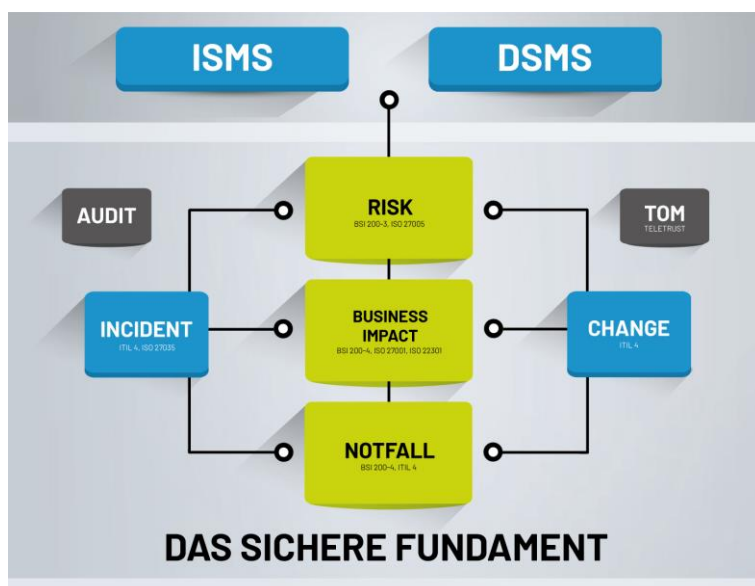 ISMS
DSMS
AUDIT
RISK
BSI 200-3, ISO 27005
TOM
TELETRUST
INCIDENT
ITIL 4, ISO 27035
BUSINESS
IMPACT
BSI 200-4, ISO 27001, ISO 22301
CHANGE
ITIL 4
NOTFALL
BSI 200-4, ITIL 4
DAS SICHERE FUNDAMENT